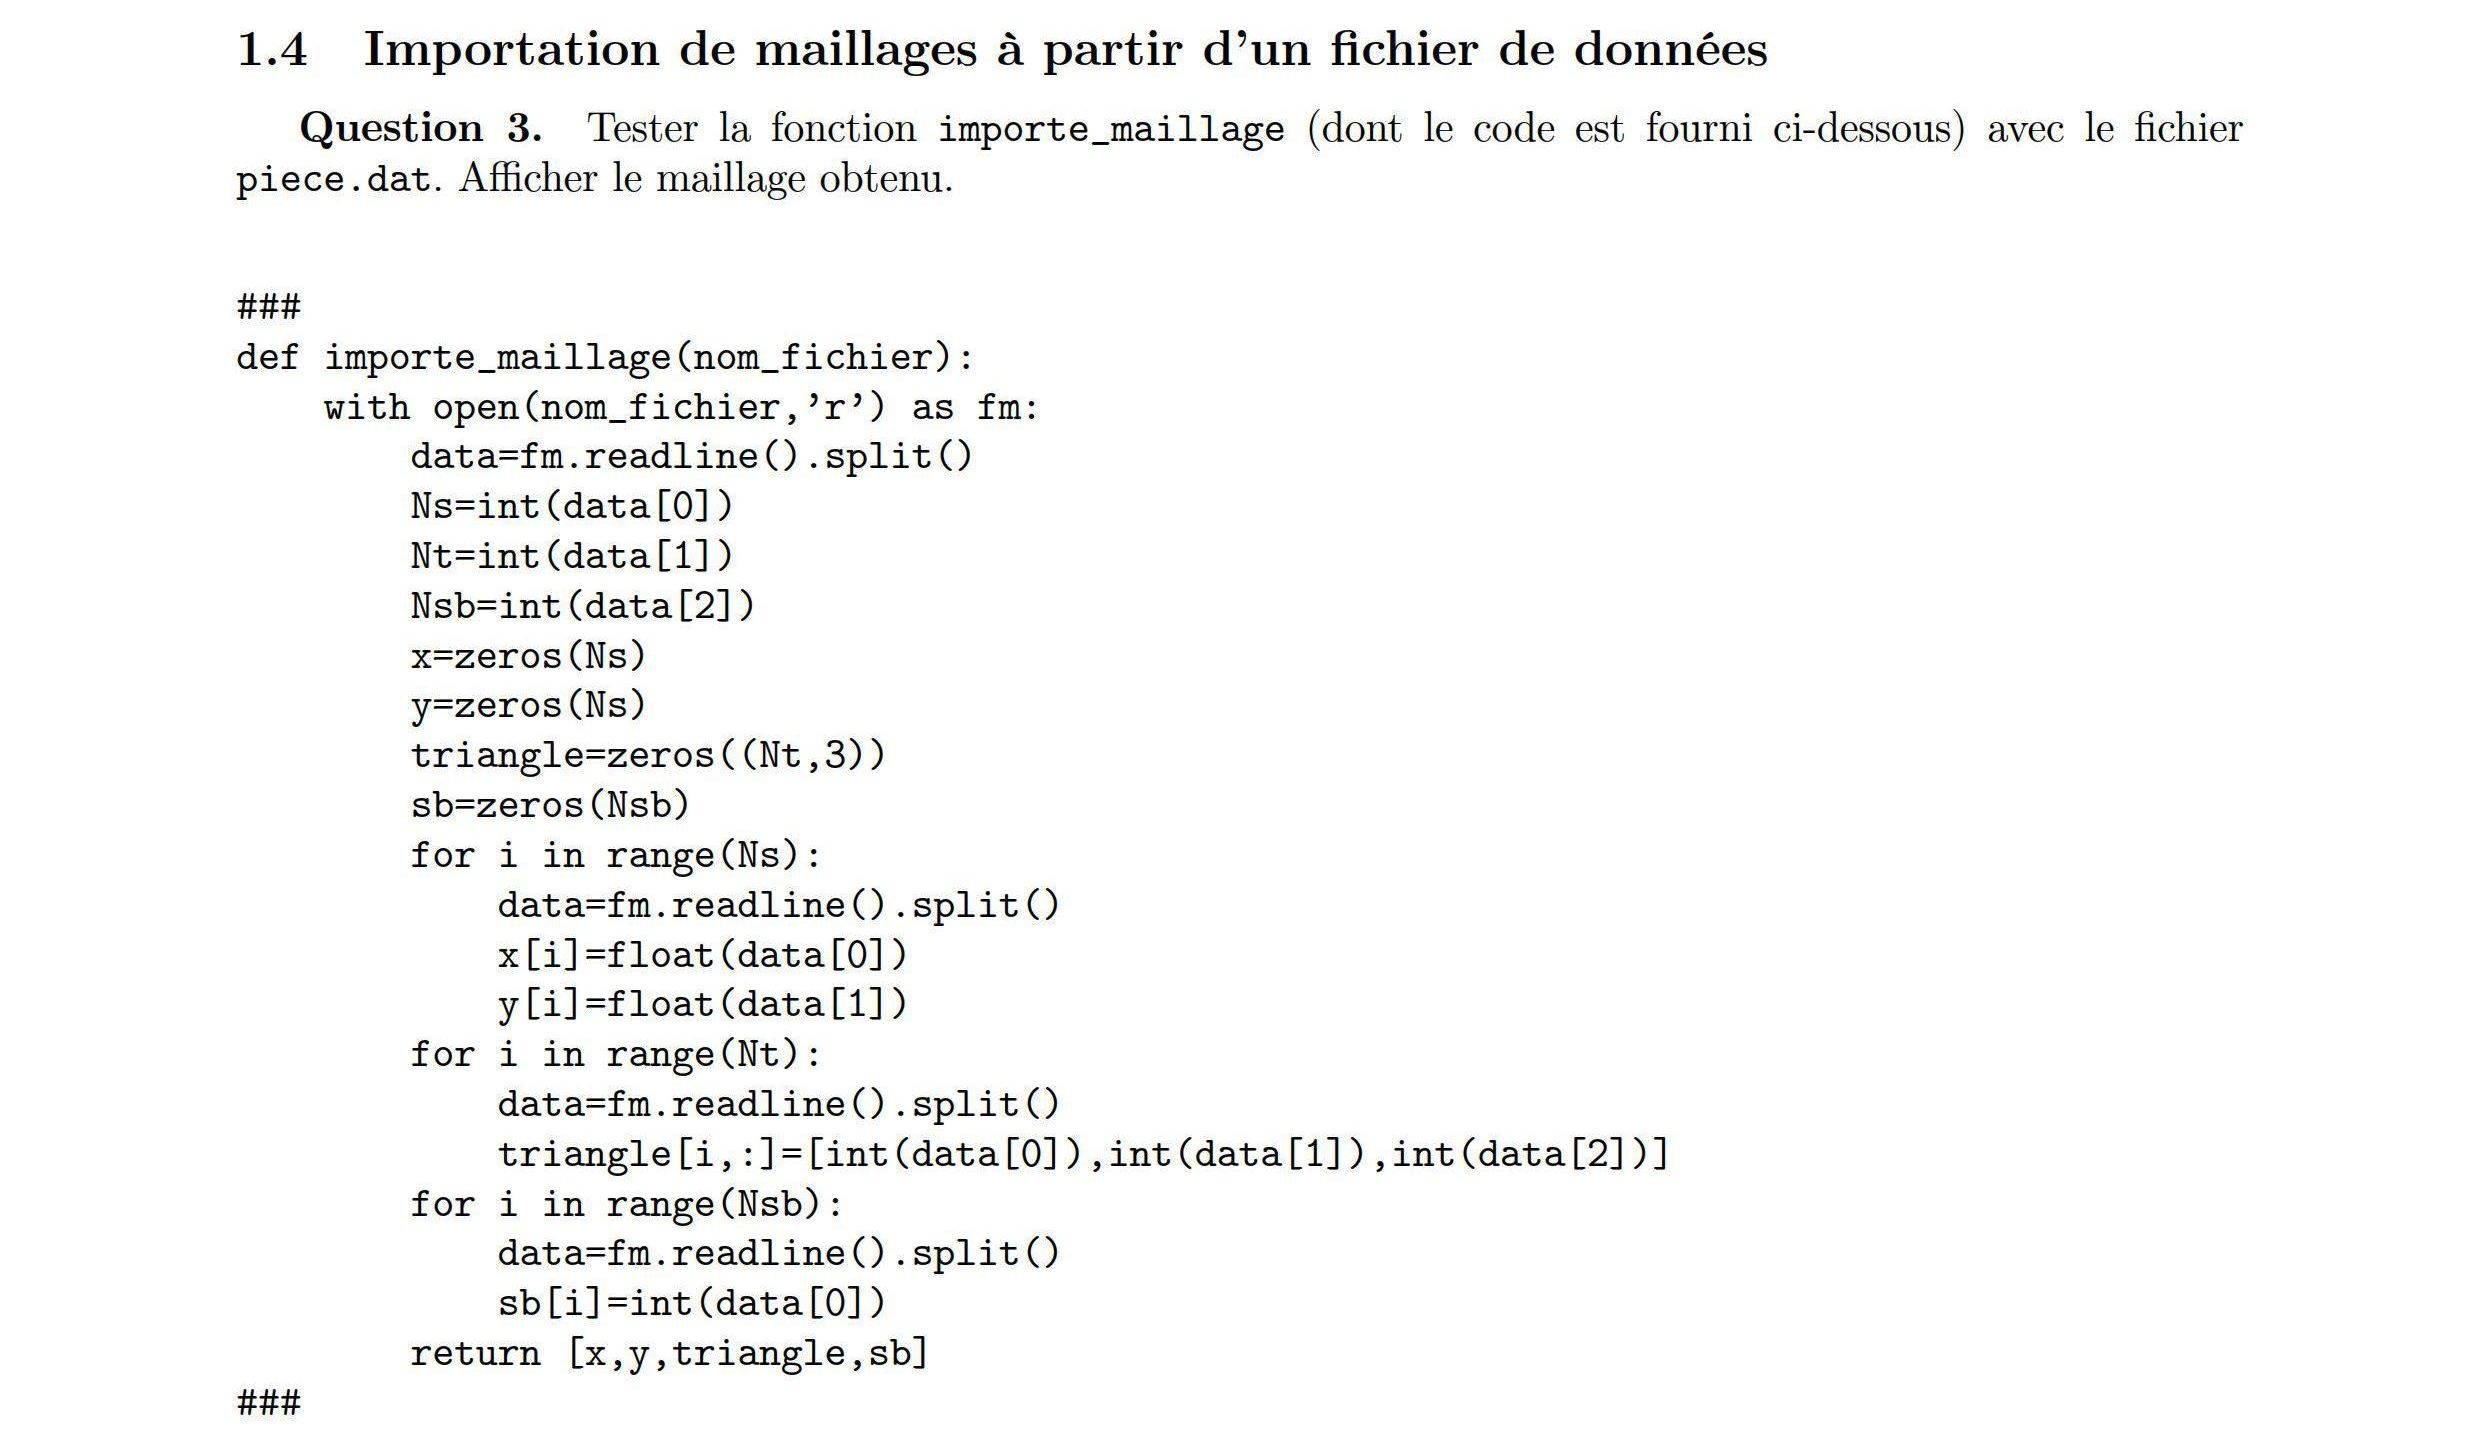 1.4 Importation de maillages à partir d'un fichier de données
Question 3. Tester la fonction importe_maillage (dont le code est fourni ci-dessous) avec le fichier
piece.dat. Afficher le maillage obtenu.
###
def importe_maillage(nom_fichier):
    with open(nom_fichier,’r’) as fm:
        data=fm.readline().split()
        Ns=int(data[0])
        Nt=int(data[1])
        Nsb=int(data[2])
        x=zeros(Ns)
        y=zeros(Ns)
        triangle=zeros((Nt,3))
        sb=zeros(Nsb)
        for i in range(Ns):
            data=fm.readline().split()
            x[i]=float(data[0])
            y[i]=float(data[1])
        for i in range(Nt):
            data=fm.readline().split()
            triangle[i,:]=[int(data[0]),int(data[1]),int(data[2])]
        for i in range(Nsb):
            data=fm.readline().split()
            sb[i]=int(data[0])
        return [x,y,triangle,sb]
###